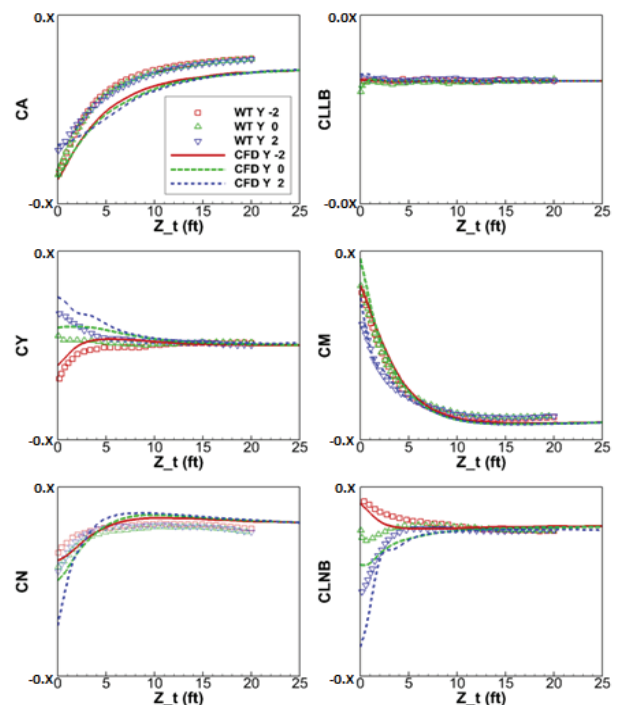 0.X
CA
-0.X
0 5 10 15 20 25
Z_t (ft)
WT Y -2
WT Y 0
WT Y 2
CFD Y -2
CFD Y 0
CFD Y 2
0.0X
CLLB
-0.0X
0 5 10 15 20 25
Z_t (ft)
0.X
CY
-0.X
0 5 10 15 20 25
Z_t (ft)
0.X
CM
-0.X
0 5 10 15 20 25
Z_t (ft)
0.X
CN
-0.X
0 5 10 15 20 25
Z_t (ft)
0.X
CLNB
-0.X
0 5 10 15 20 25
Z_t (ft)